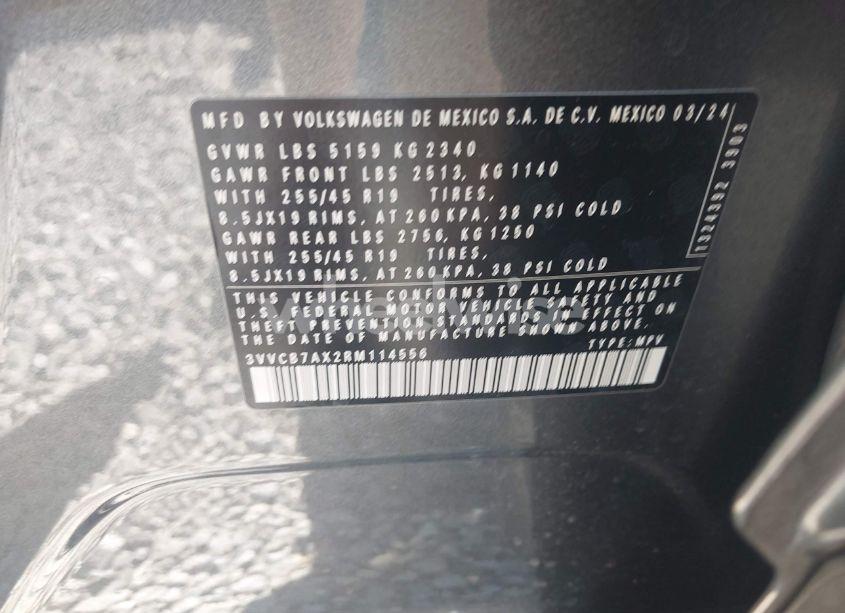 MFD BY VOLKSWAGEN DE MEXICO S.A. DE C.V. MEXICO 03/24
GVWR LBS 5159 KG 2340
GAWR FRONT LBS 2513, KG 1140
WITH 255/45 R19 TIRES,
8.5JX19 RIMS, AT 260 KPA, 38 PSI COLD
GAWR REAR LBS 2756, KG 1250
WITH 255/45 R19 TIRES,
8.5JX19 RIMS, AT 260 KPA, 38 PSI COLD
THIS VEHICLE CONFORMS TO ALL APPLICABLE
U.S. FEDERAL MOTOR VEHICLE SAFETY AND
THEFT PREVENTION STANDARDS IN EFFECT ON
THE DATE OF MANUFACTURE SHOWN ABOVE.
3VVCB7AX2RM114556 TYPE: MPV
1324392 3903